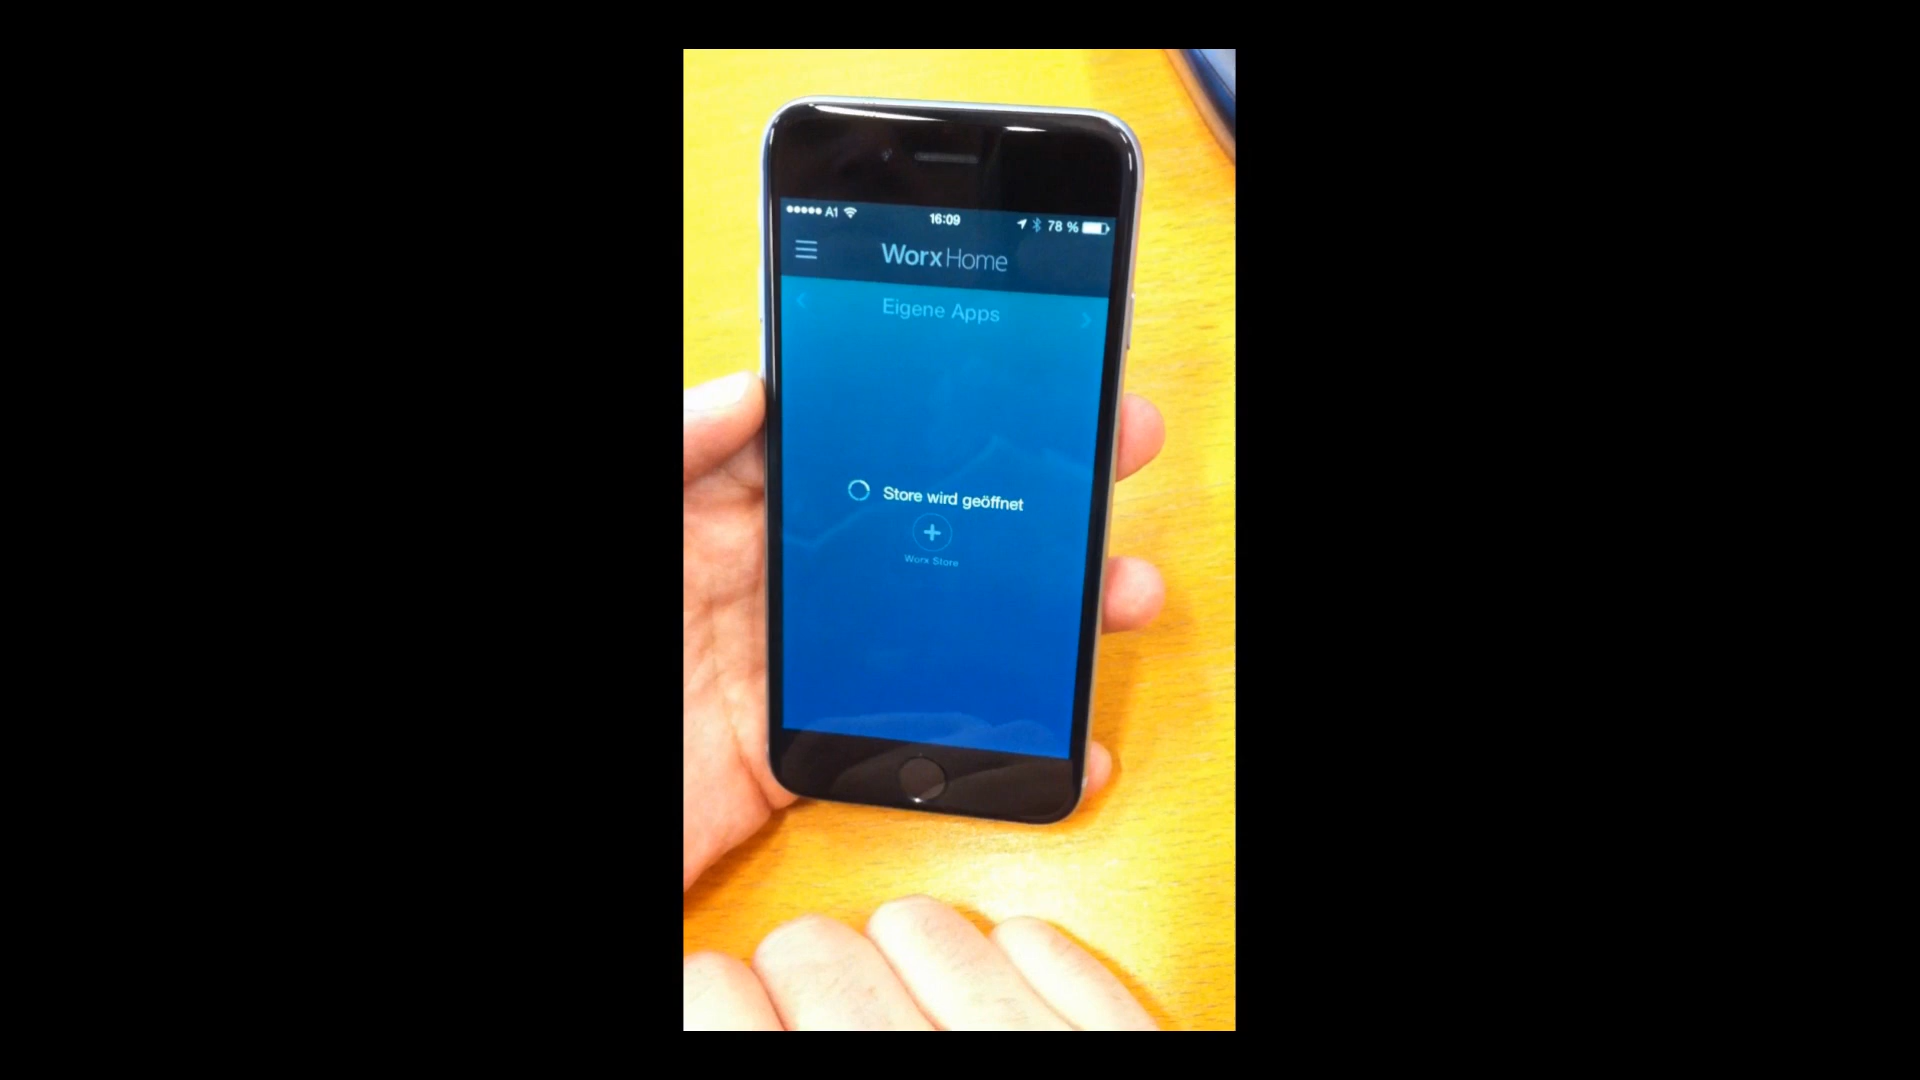 A1 16:09 78 %
Worx Home
Eigene Apps
Store wird geöffnet
Worx Store